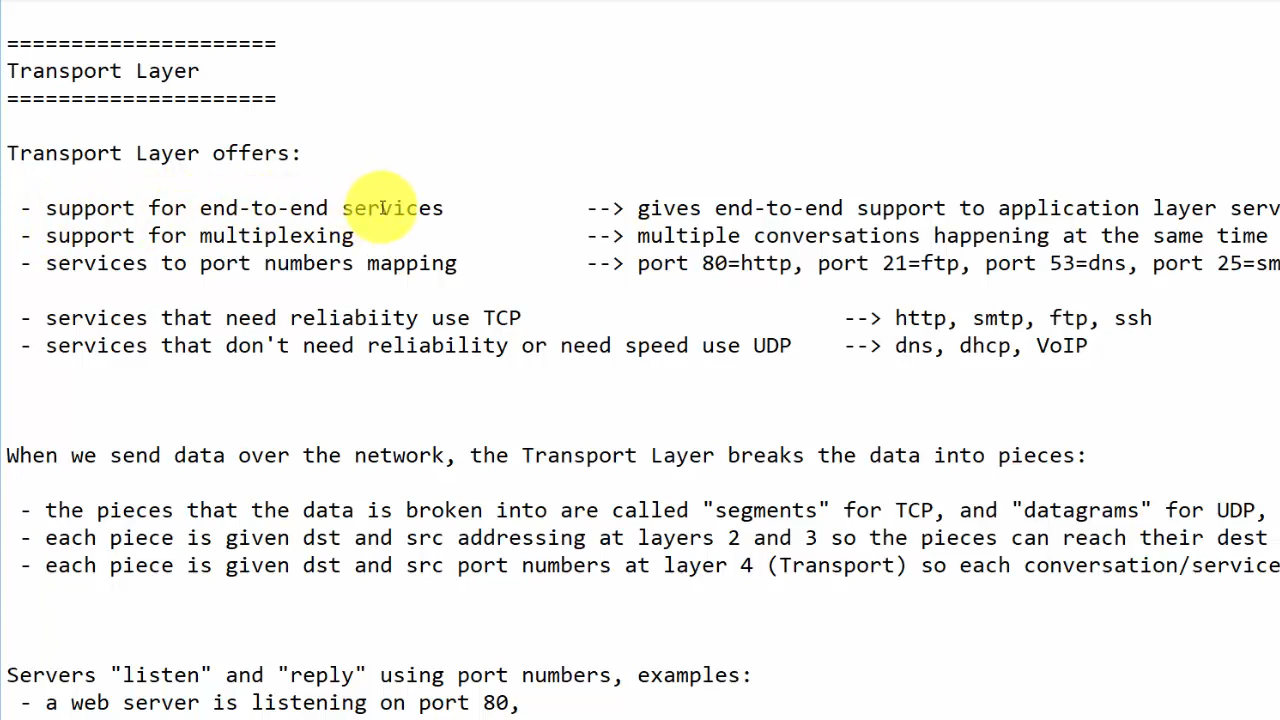 =====================
Transport Layer
=====================
Transport Layer offers:
- support for end-to-end services --> gives end-to-end support to application layer serv
- support for multiplexing --> multiple conversations happening at the same time
- services to port numbers mapping --> port 80=http, port 21=ftp, port 53=dns, port 25=sm
- services that need reliabiity use TCP --> http, smtp, ftp, ssh
- services that don't need reliability or need speed use UDP --> dns, dhcp, VoIP
When we send data over the network, the Transport Layer breaks the data into pieces:
- the pieces that the data is broken into are called "segments" for TCP, and "datagrams" for UDP,
- each piece is given dst and src addressing at layers 2 and 3 so the pieces can reach their dest
- each piece is given dst and src port numbers at layer 4 (Transport) so each conversation/service
Servers "listen" and "reply" using port numbers, examples:
- a web server is listening on port 80,